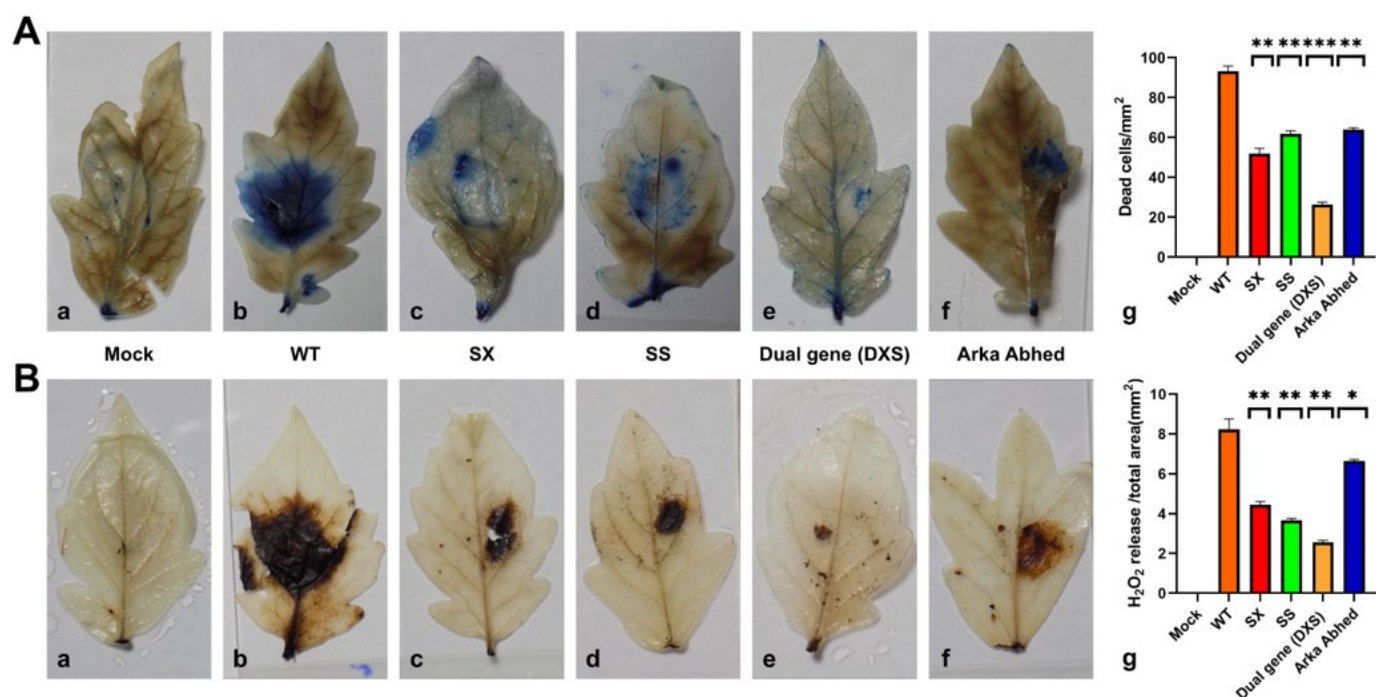 A
a
b
c
d
e
f
g
Mock
WT
SX
SS
Dual gene (DXS)
Arka Abhed
** ** *** **
Dead cells/mm²
100
80
60
40
20
0
Mock
WT
SX
SS
Dual gene (DXS)
Arka Abhed
B
a
b
c
d
e
f
g
** ** ** *
H₂O₂ release /total area(mm²)
10
8
6
4
2
0
Mock
WT
SX
SS
Dual gene (DXS)
Arka Abhed